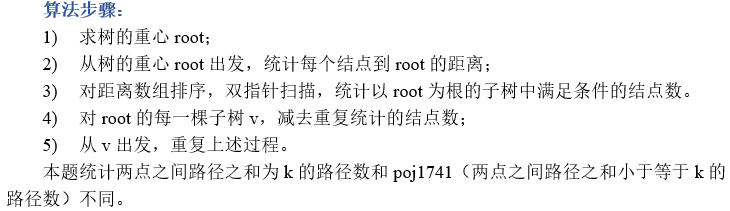 算法步骤：
1) 求树的重心 root；
2) 从树的重心 root 出发，统计每个结点到 root 的距离；
3) 对距离数组排序，双指针扫描，统计以 root 为根的子树中满足条件的结点数。
4) 对 root 的每一棵子树 v，减去重复统计的结点数；
5) 从 v 出发，重复上述过程。
本题统计两点之间路径之和为 k 的路径数和 poj1741（两点之间路径之和小于等于 k 的
路径数）不同。